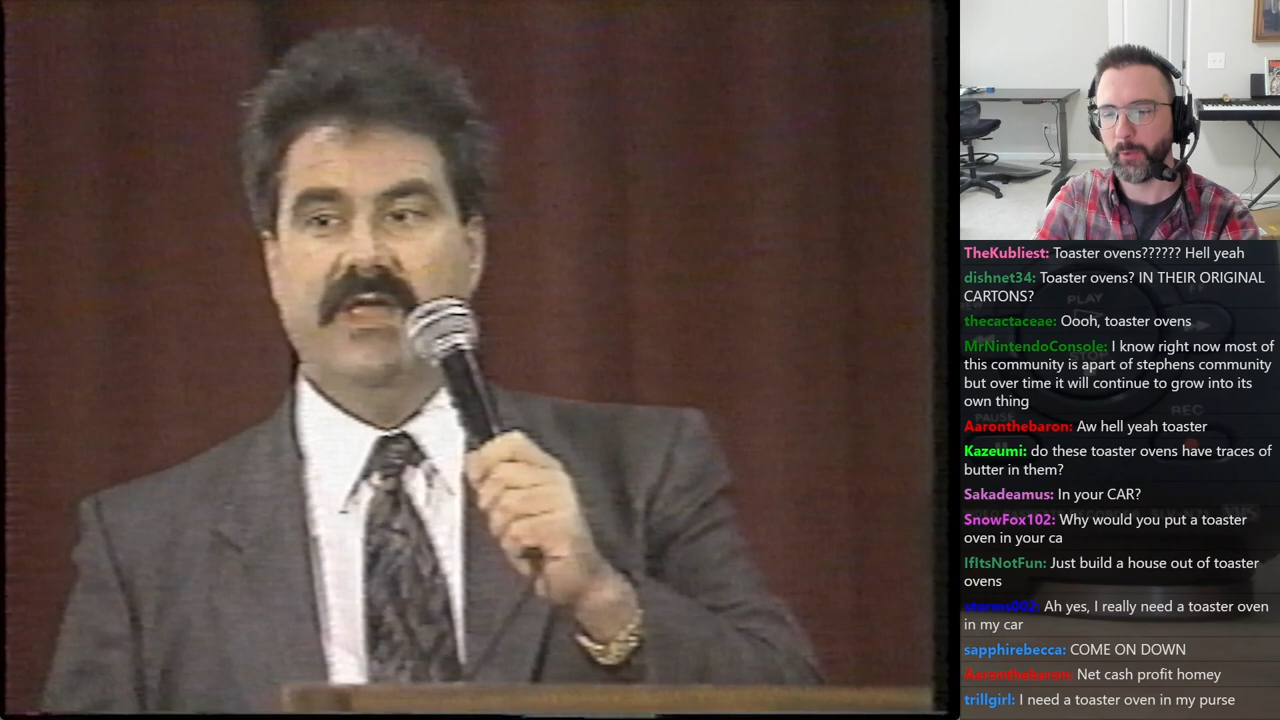 TheKubliest: Toaster ovens?????? Hell yeah
dishnet34: Toaster ovens? IN THEIR ORIGINAL
CARTONS?
thecactaceae: Oooh, toaster ovens
MrNintendoConsole: I know right now most of
this community is apart of stephens community
but over time it will continue to grow into its
own thing
Aaronthebaron: Aw hell yeah toaster
Kazeumi: do these toaster ovens have traces of
butter in them?
Sakadeamus: In your CAR?
SnowFox102: Why would you put a toaster
oven in your ca
IfItsNotFun: Just build a house out of toaster
ovens
storms002: Ah yes, I really need a toaster oven
in my car
sapphirebecca: COME ON DOWN
Aaronthebaron: Net cash profit homey
trillgirl: I need a toaster oven in my purse
PLAY
STOP
PAUSE
REC